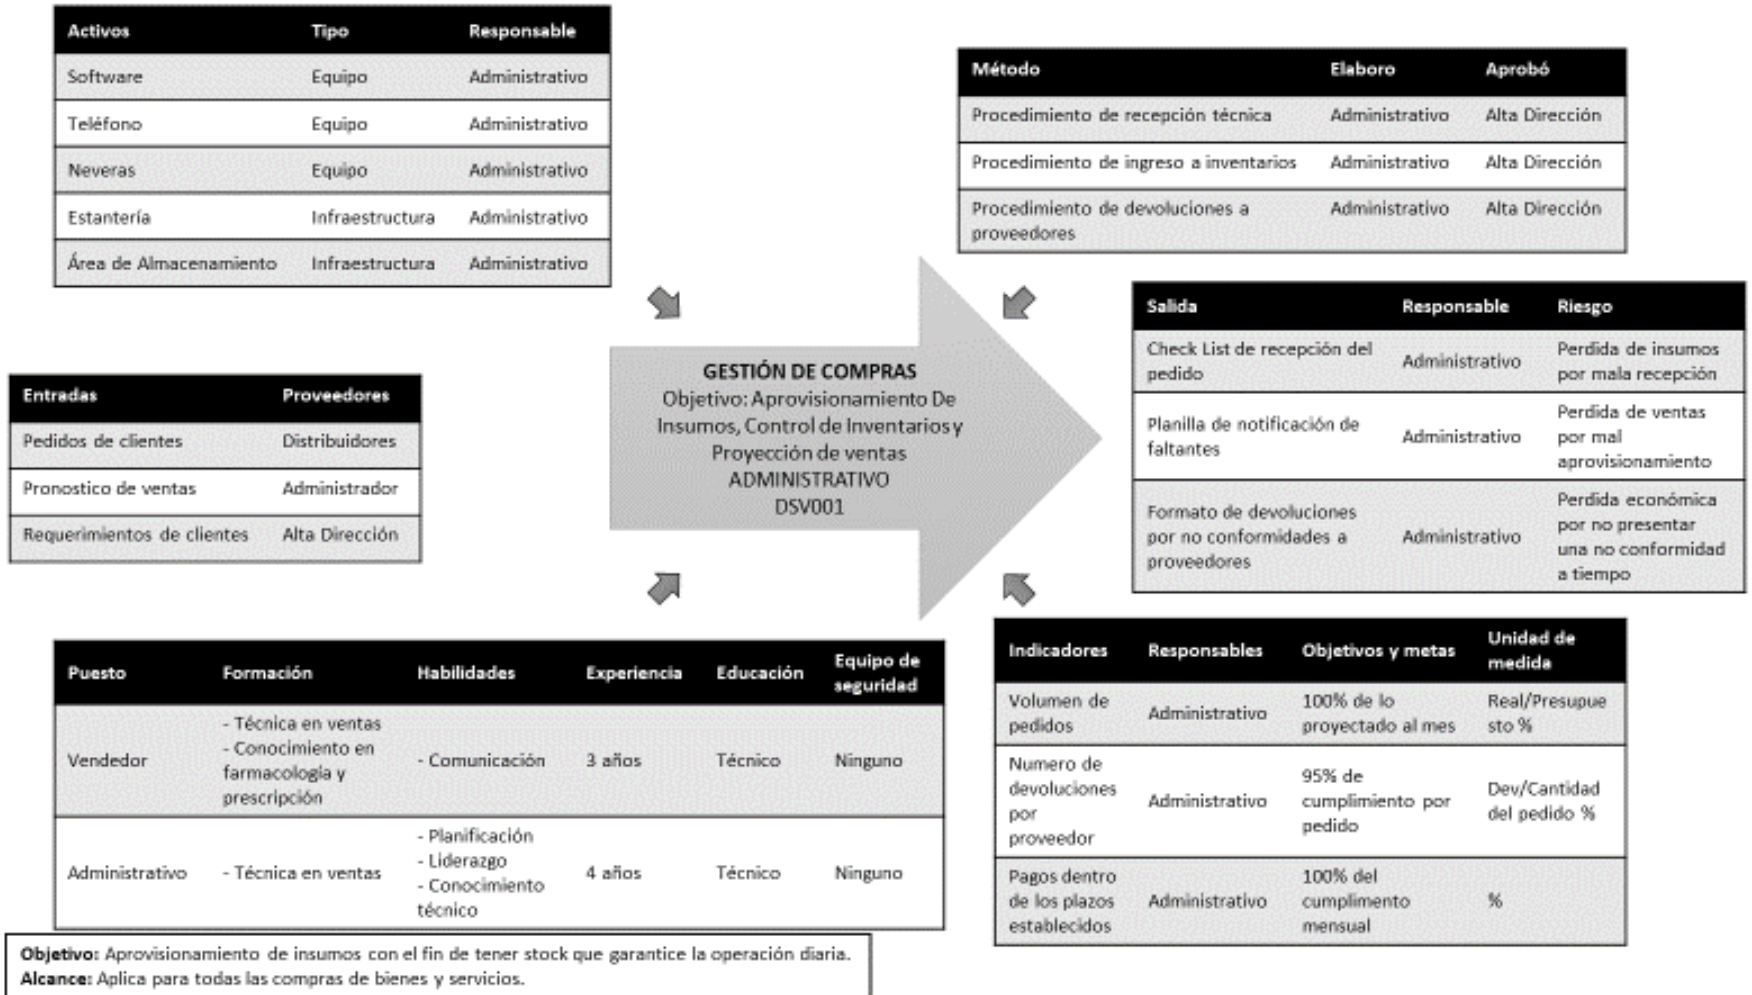 Activos Tipo Responsable
Software Equipo Administrativo
Teléfono Equipo Administrativo
Neveras Equipo Administrativo
Estantería Infraestructura Administrativo
Área de Almacenamiento Infraestructura Administrativo
Método Elaboro Aprobó
Procedimiento de recepción técnica Administrativo Alta Dirección
Procedimiento de ingreso a inventarios Administrativo Alta Dirección
Procedimiento de devoluciones a
proveedores
Administrativo Alta Dirección
Entradas Proveedores
Pedidos de clientes Distribuidores
Pronostico de ventas Administrador
Requerimientos de clientes Alta Dirección
GESTIÓN DE COMPRAS
Objetivo: Aprovisionamiento De
Insumos, Control de Inventarios y
Proyección de ventas
ADMINISTRATIVO
DSV001
Salida Responsable Riesgo
Check List de recepción del
pedido
Administrativo
Perdida de insumos
por mala recepción
Planilla de notificación de
faltantes
Administrativo
Perdida de ventas
por mal
aprovisionamiento
Formato de devoluciones
por no conformidades a
proveedores
Administrativo
Perdida económica
por no presentar
una no conformidad
a tiempo
Puesto Formación Habilidades Experiencia Educación
Equipo de
seguridad
Vendedor
- Técnica en ventas
- Conocimiento en
farmacología y
prescripción
- Comunicación
3 años
Técnico
Ninguno
Administrativo
- Técnica en ventas
- Planificación
- Liderazgo
- Conocimiento
técnico
4 años
Técnico
Ninguno
Indicadores Responsables Objetivos y metas
Unidad de
medida
Volumen de
pedidos
Administrativo
100% de lo
proyectado al mes
Real/Presupue
sto %
Numero de
devoluciones
por
proveedor
Administrativo
95% de
cumplimiento por
pedido
Dev/Cantidad
del pedido %
Pagos dentro
de los plazos
establecidos
Administrativo
100% del
cumplimento
mensual
%
Objetivo: Aprovisionamiento de insumos con el fin de tener stock que garantice la operación diaria.
Alcance: Aplica para todas las compras de bienes y servicios.